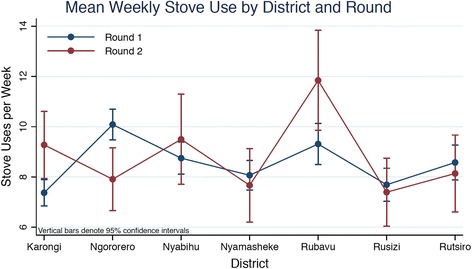 Mean Weekly Stove Use by District and Round
Round 1
Round 2
Stove Uses per Week
14
12
10
8
6
Vertical bars denote 95% confidence intervals
Karongi Ngororero Nyabihu Nyamasheke Rubavu Rusizi Rutsiro
District